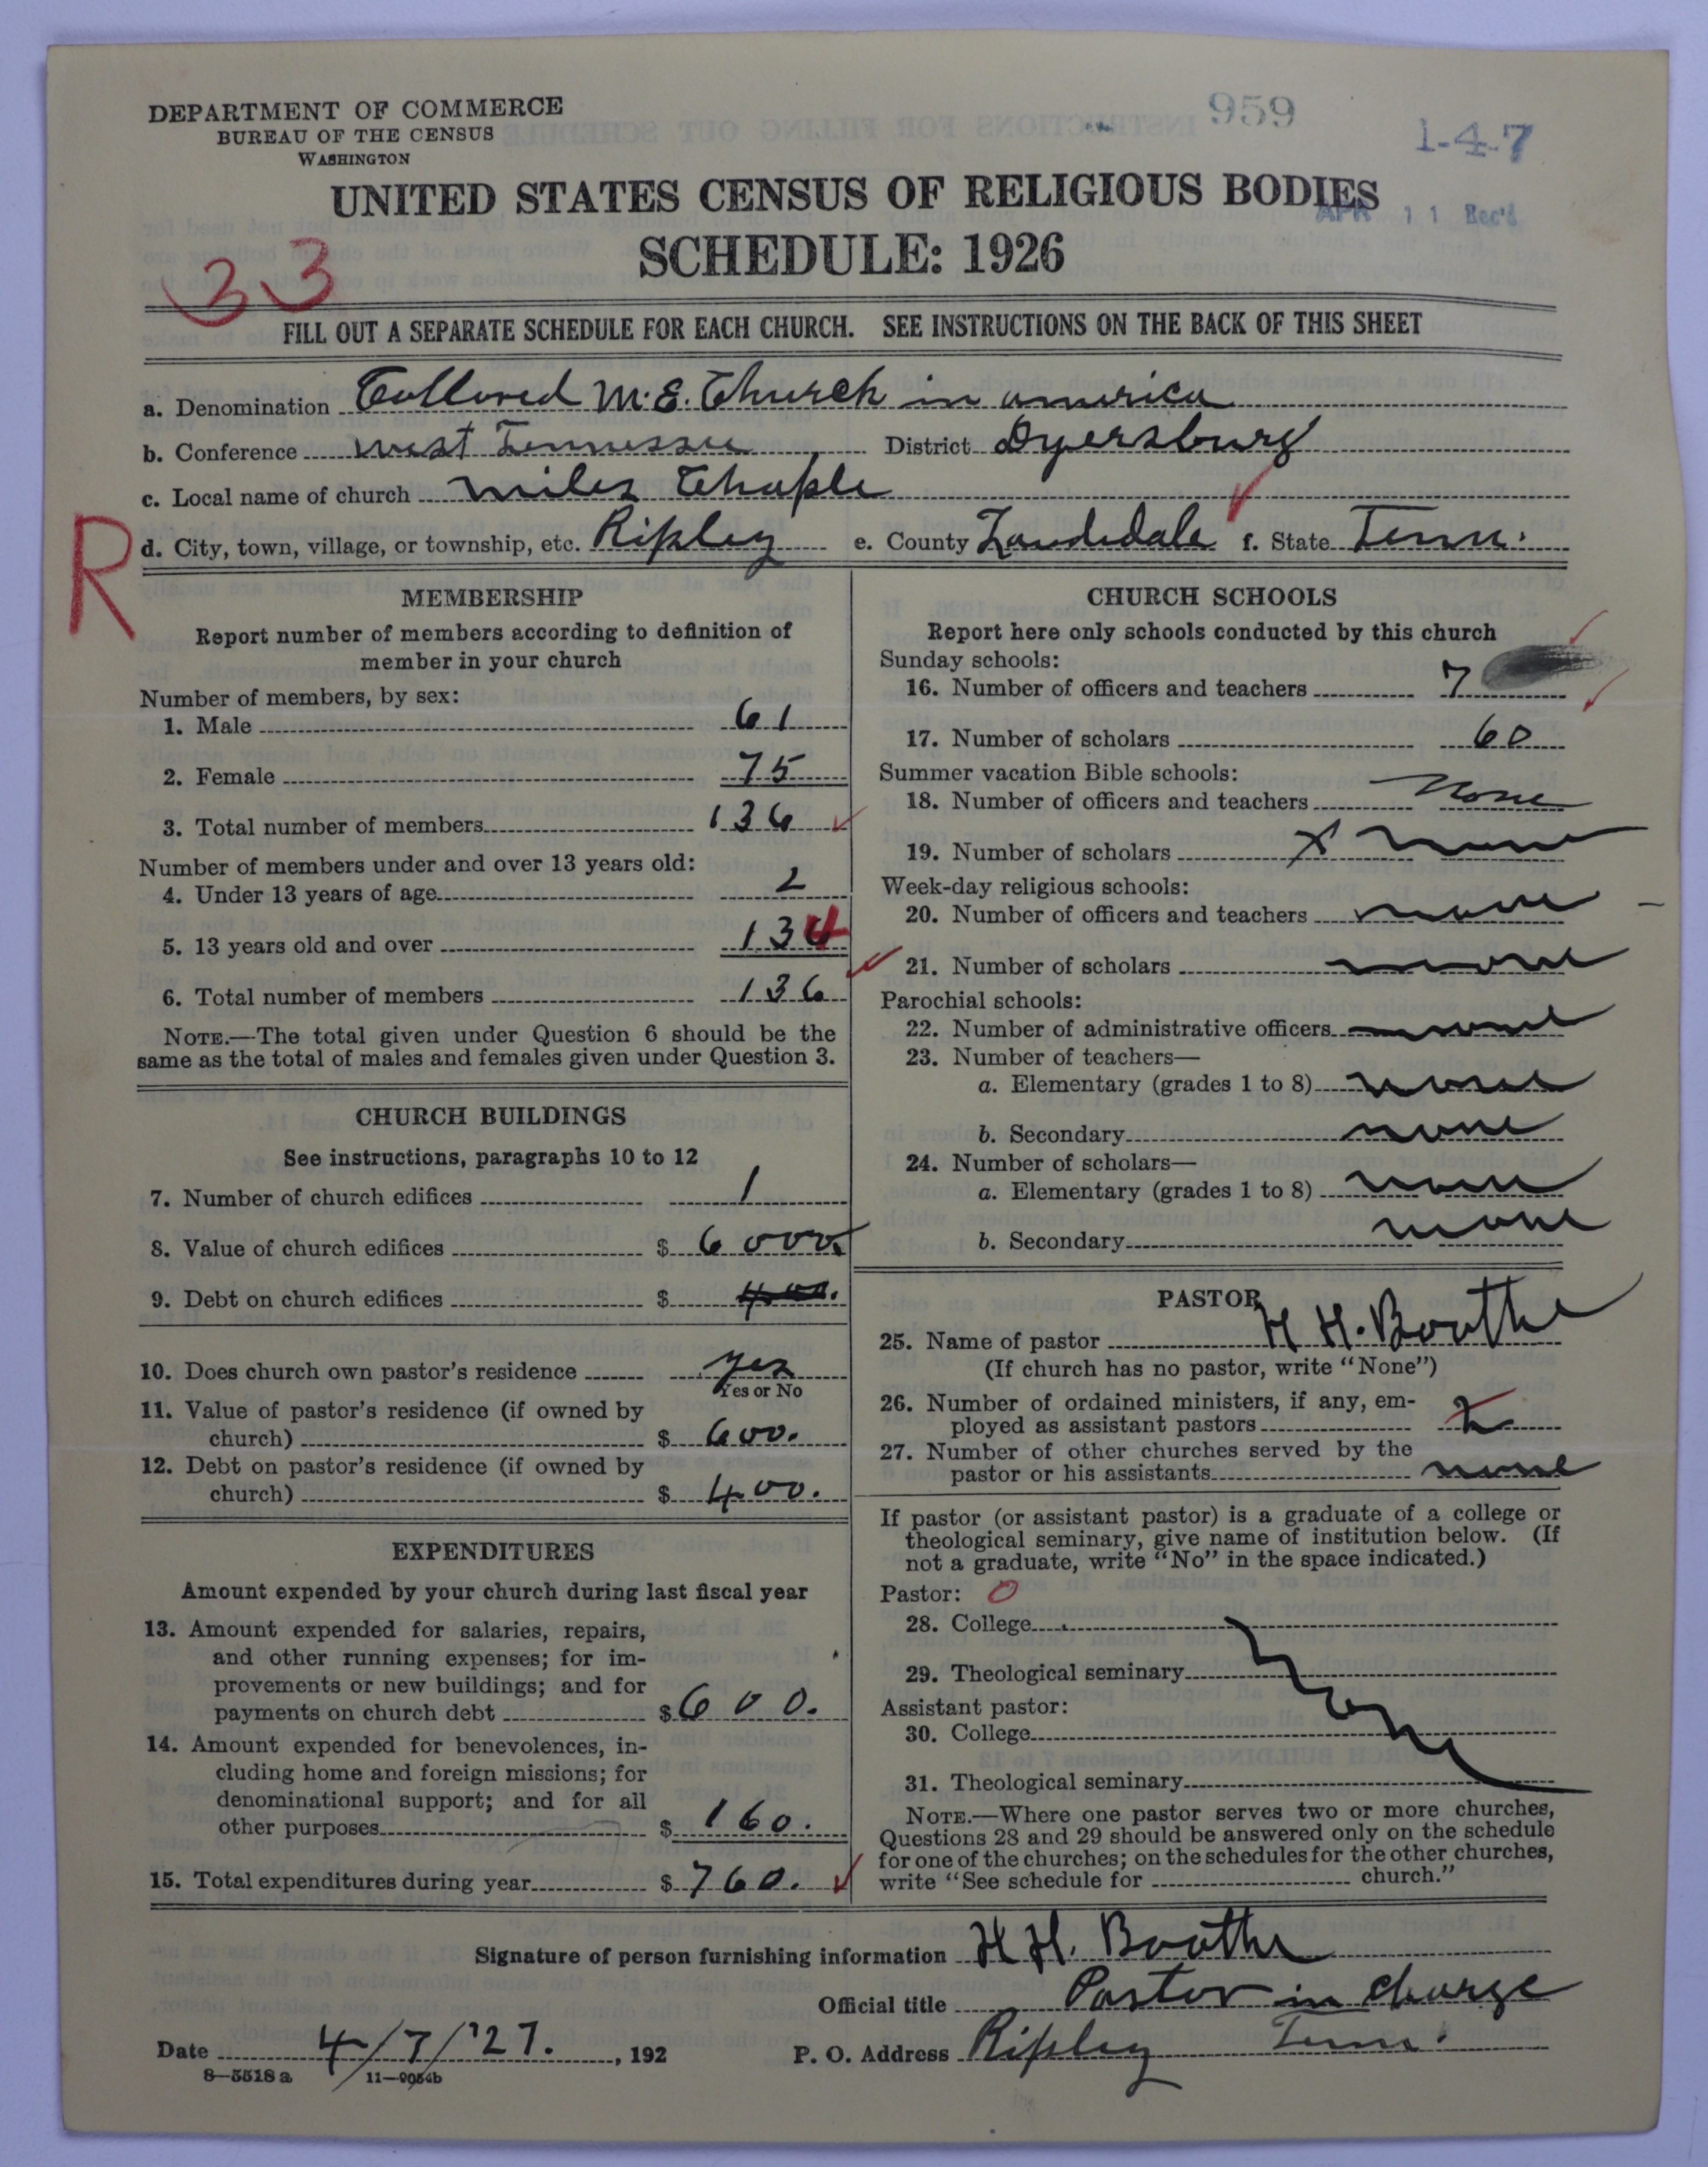 DEPARTMENT OF COMMERCE
BUREAU OF THE CENSUS
WASHINGTON
959
1-4-7
UNITED STATES CENSUS OF RELIGIOUS BODIES
APR 11 Rec'd
SCHEDULE: 1926
33
FILL OUT A SEPARATE SCHEDULE FOR EACH CHURCH. SEE INSTRUCTIONS ON THE BACK OF THIS SHEET
a. Denomination Collored M.E. Church in america
b. Conference west Tennessee District Dyersburg
c. Local name of church miles Chaple
R
d. City, town, village, or township, etc. Ripley e. County Laudedale f. State Tenn.
MEMBERSHIP
Report number of members according to definition of
member in your church
Number of members, by sex:
1. Male 61
2. Female 75
3. Total number of members 136
Number of members under and over 13 years old:
4. Under 13 years of age 2
5. 13 years old and over 134
6. Total number of members 136
NOTE.—The total given under Question 6 should be the
same as the total of males and females given under Question 3.
CHURCH BUILDINGS
See instructions, paragraphs 10 to 12
7. Number of church edifices 1
8. Value of church edifices $ 6000
9. Debt on church edifices $ 400.
10. Does church own pastor's residence yes
Yes or No
11. Value of pastor's residence (if owned by
church) $ 600.
12. Debt on pastor's residence (if owned by
church) $ 400.
EXPENDITURES
Amount expended by your church during last fiscal year
13. Amount expended for salaries, repairs,
and other running expenses; for im-
provements or new buildings; and for
payments on church debt $ 600.
14. Amount expended for benevolences, in-
cluding home and foreign missions; for
denominational support; and for all
other purposes $ 160.
15. Total expenditures during year $ 760.
CHURCH SCHOOLS
Report here only schools conducted by this church
Sunday schools:
16. Number of officers and teachers 7
17. Number of scholars 60
Summer vacation Bible schools:
18. Number of officers and teachers None
19. Number of scholars x none
Week-day religious schools:
20. Number of officers and teachers none
21. Number of scholars none
Parochial schools:
22. Number of administrative officers none
23. Number of teachers—
a. Elementary (grades 1 to 8) none
b. Secondary none
24. Number of scholars—
a. Elementary (grades 1 to 8) none
b. Secondary none
PASTOR
25. Name of pastor H H. Boothe
(If church has no pastor, write "None")
26. Number of ordained ministers, if any, em-
ployed as assistant pastors 2
27. Number of other churches served by the
pastor or his assistants none
If pastor (or assistant pastor) is a graduate of a college or
theological seminary, give name of institution below. (If
not a graduate, write "No" in the space indicated.)
Pastor: 0
28. College
29. Theological seminary
Assistant pastor:
30. College
none
31. Theological seminary
NOTE.—Where one pastor serves two or more churches,
Questions 28 and 29 should be answered only on the schedule
for one of the churches; on the schedules for the other churches,
write "See schedule for church."
Signature of person furnishing information H H. Boothe
Official title Pastor in charge
Date 4/7/'27. , 192
P. O. Address Ripley Tenn.
8—5518a 11—9054b